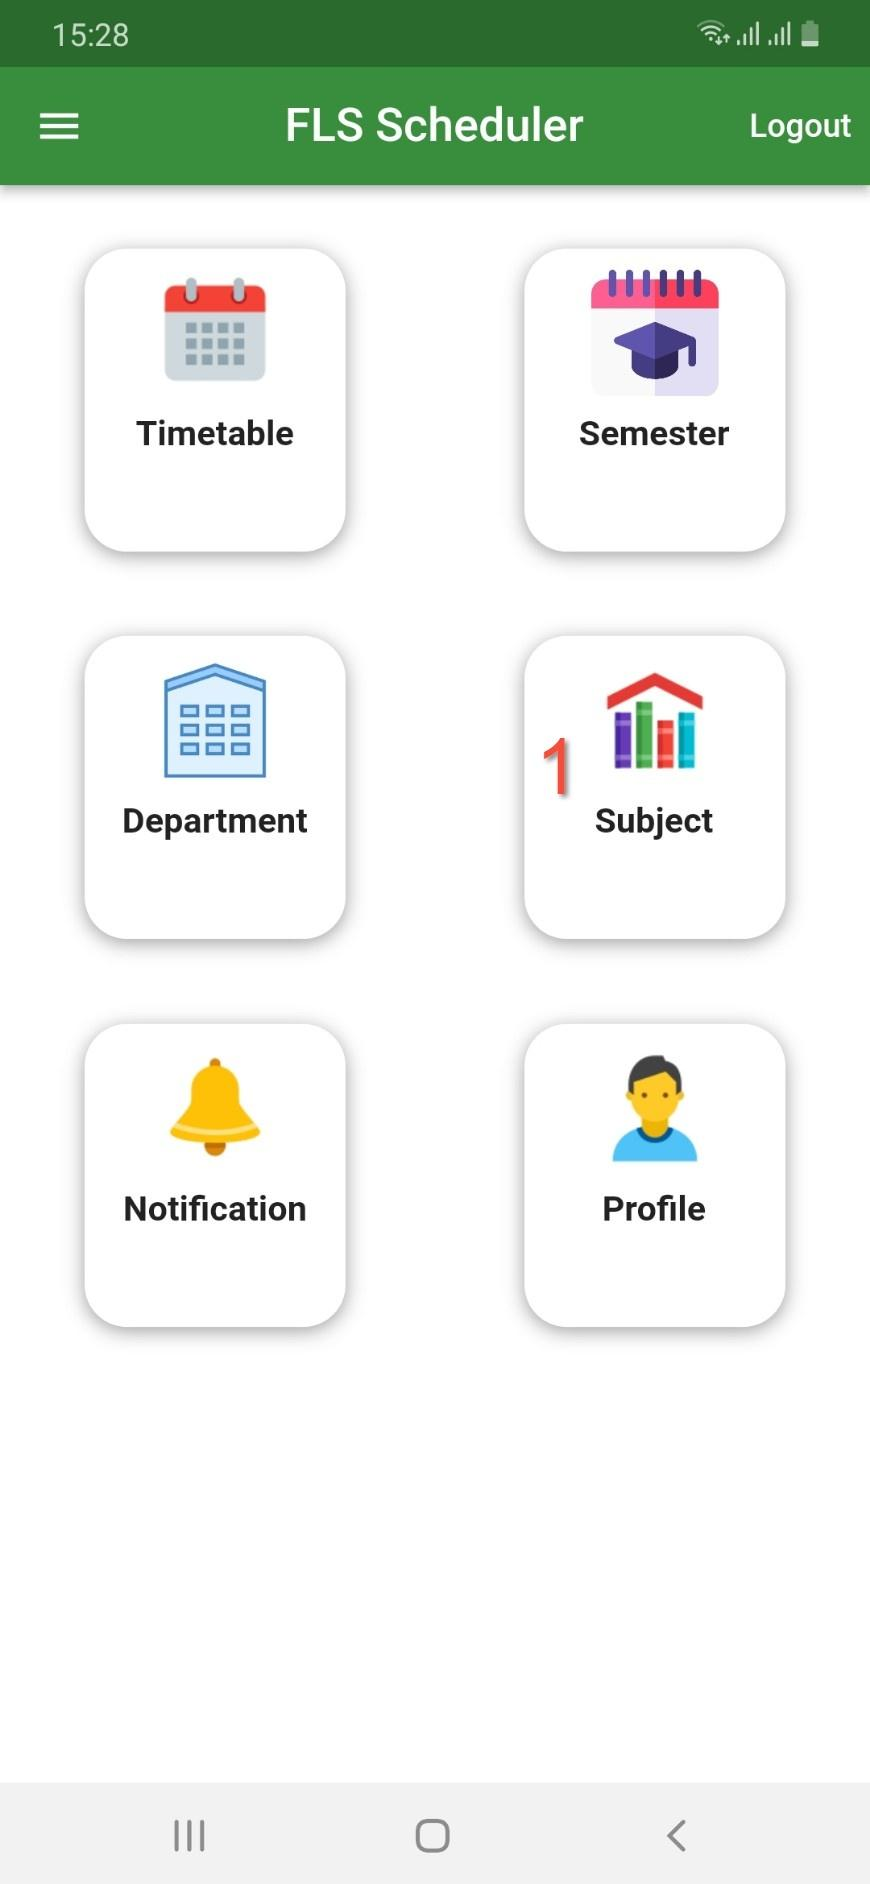 15:28
FLS Scheduler
Logout
Timetable
Semester
Department
1
Subject
Notification
Profile